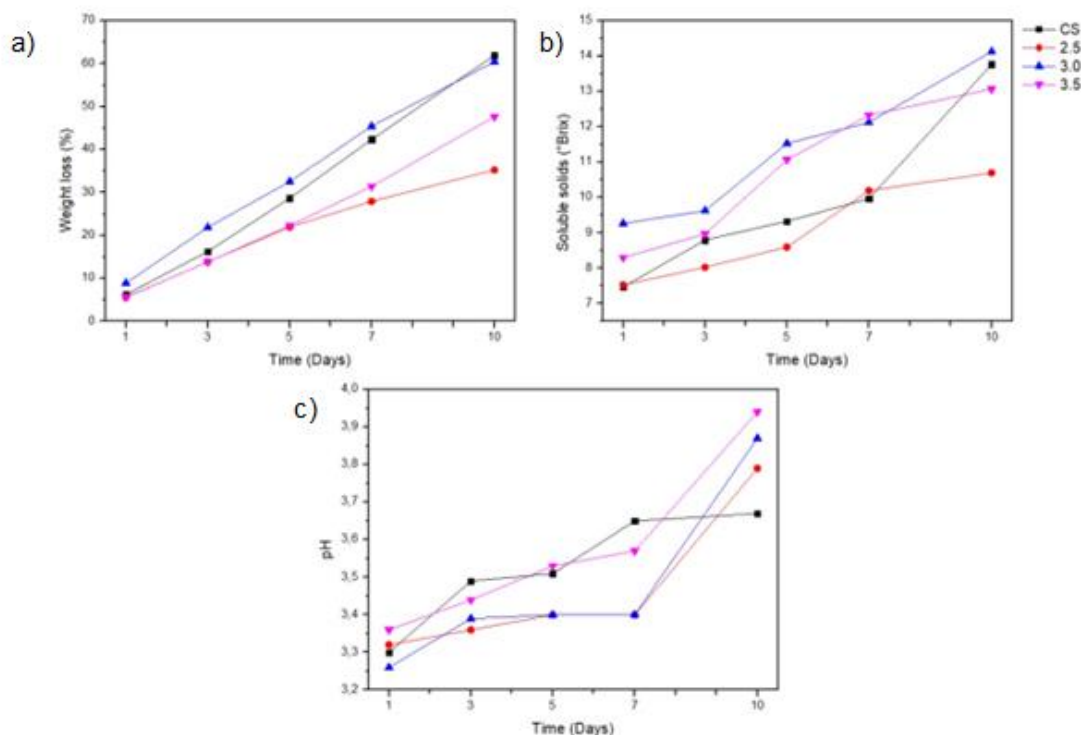 a)
70
60
50
40
30
20
10
0
Weight loss (%)
1 3 5 7 10
Time (Days)
b)
15
14
13
12
11
10
9
8
7
Soluble solids (°Brix)
1 3 5 7 10
Time (Days)
CS
2.5
3.0
3.5
c)
4,0
3,9
3,8
3,7
3,6
3,5
3,4
3,3
3,2
pH
1 3 5 7 10
Time (Days)